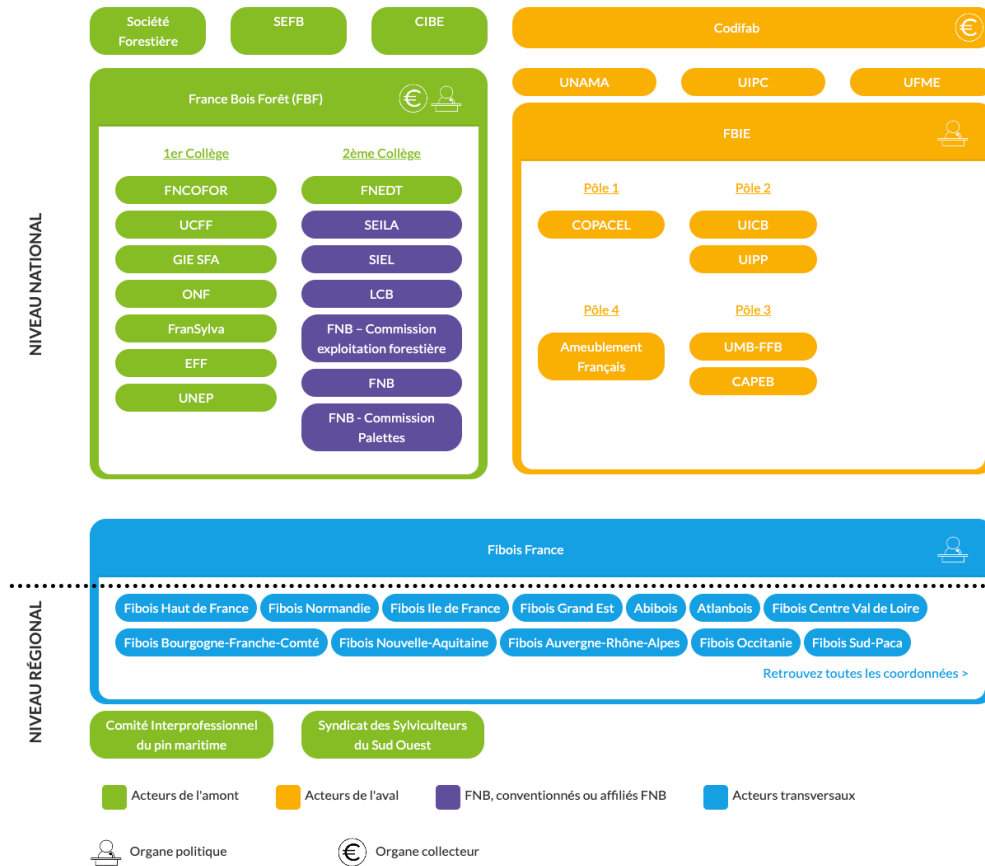 Société
Forestière
SEFB
CIBE
Codifab
€
UNAMA
UIPC
UFME
France Bois Forêt (FBF)
€
FBIE
1er Collège
2ème Collège
FNCOFOR
FNEDT
UCFF
SEILA
GIE SFA
SIEL
ONF
LCB
FranSylva
FNB – Commission
exploitation forestière
EFF
FNB
UNEP
FNB - Commission
Palettes
Pôle 1
Pôle 2
COPACEL
UICB
UIPP
Pôle 4
Pôle 3
Ameublement
Français
UMB-FFB
CAPEB
NIVEAU NATIONAL
Fibois France
NIVEAU RÉGIONAL
Fibois Haut de France
Fibois Normandie
Fibois Ile de France
Fibois Grand Est
Abibois
Atlanbois
Fibois Centre Val de Loire
Fibois Bourgogne-Franche-Comté
Fibois Nouvelle-Aquitaine
Fibois Auvergne-Rhône-Alpes
Fibois Occitanie
Fibois Sud-Paca
Retrouvez toutes les coordonnées >
Comité Interprofessionnel
du pin maritime
Syndicat des Sylviculteurs
du Sud Ouest
Acteurs de l'amont
Acteurs de l'aval
FNB, conventionnés ou affiliés FNB
Acteurs transversaux
Organe politique
€
Organe collecteur